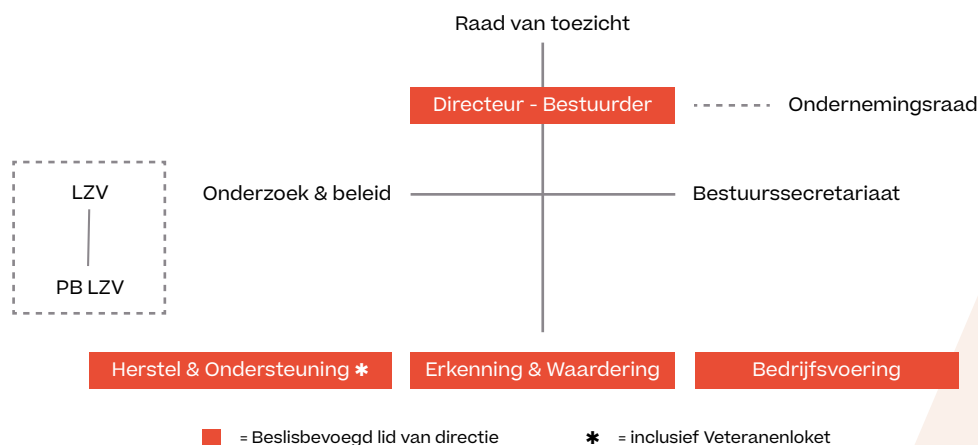 Raad van toezicht
Directeur - Bestuurder
Ondernemingsraad
LZV
Onderzoek & beleid
Bestuurssecretariaat
PB LZV
Herstel & Ondersteuning ✱
Erkenning & Waardering
Bedrijfsvoering
= Beslisbevoegd lid van directie
✱ = inclusief Veteranenloket